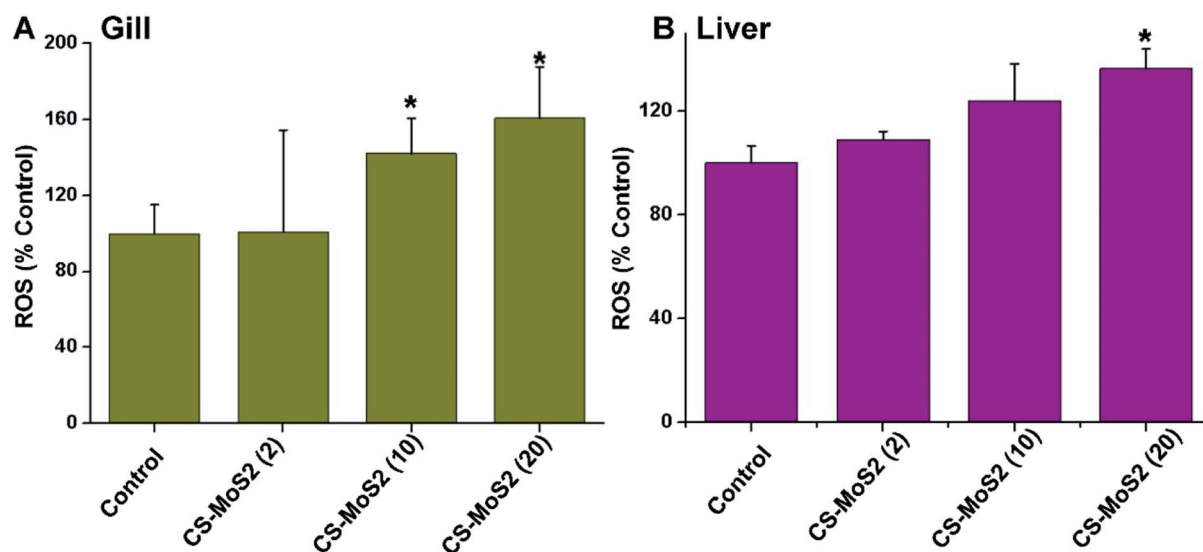 A Gill
ROS (% Control)
200
160
120
80
40
0
*
*
Control
CS-MoS2 (2)
CS-MoS2 (10)
CS-MoS2 (20)
B Liver
ROS (% Control)
120
80
40
0
*
Control
CS-MoS2 (2)
CS-MoS2 (10)
CS-MoS2 (20)